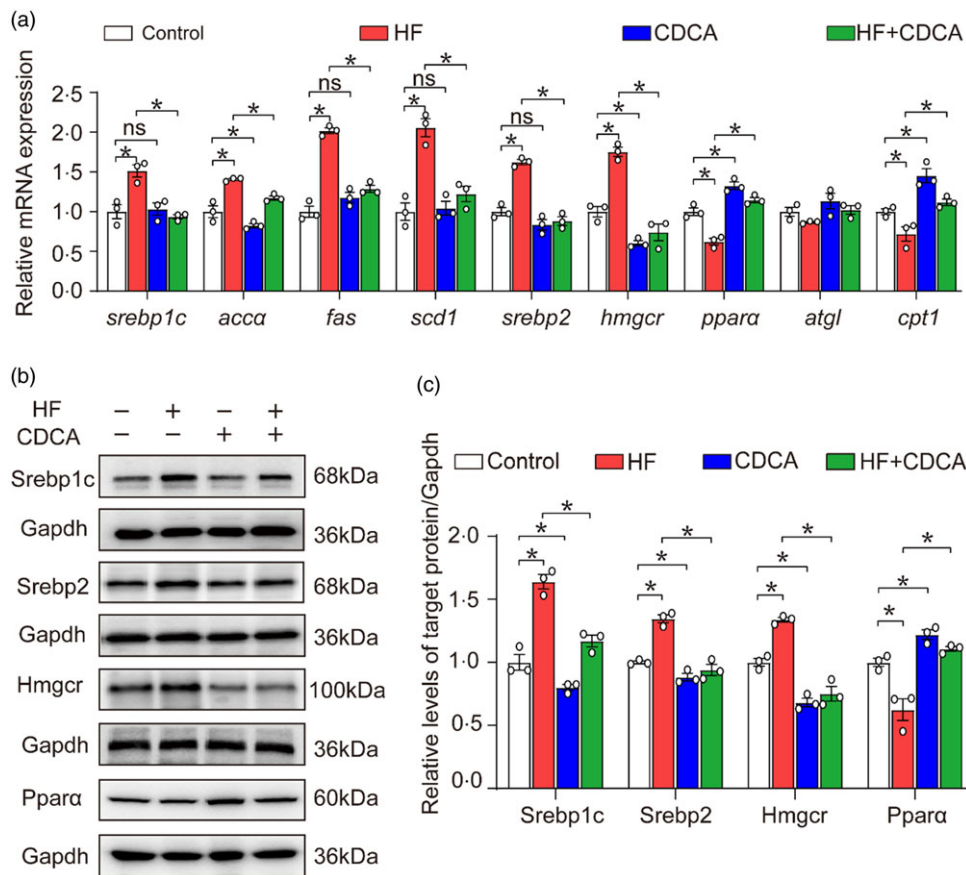 (a)
Control HF CDCA HF+CDCA
Relative mRNA expression
2·5
2·0
1·5
1·0
0·5
0·0
* ns * * * * * ns * * ns * * ns * * * * * * * * * *
srebp1c accα fas scd1 srebp2 hmgcr pparα atgl cpt1
(b)
HF – + – +
CDCA – – + +
Srebp1c 68kDa
Gapdh 36kDa
Srebp2 68kDa
Gapdh 36kDa
Hmgcr 100kDa
Gapdh 36kDa
Pparα 60kDa
Gapdh 36kDa
(c)
Control HF CDCA HF+CDCA
Relative levels of target protein/Gapdh
2.0
1·5
1·0
0·5
0·0
* * * * * * * * * * * *
Srebp1c Srebp2 Hmgcr Pparα